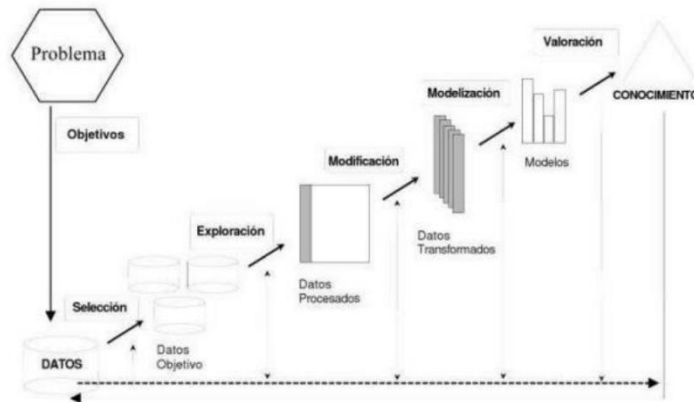 Problema
Objetivos
Selección
DATOS
Datos
Objetivo
Exploración
Datos
Procesados
Modificación
Datos
Transformados
Modelización
Modelos
Valoración
CONOCIMIENTO